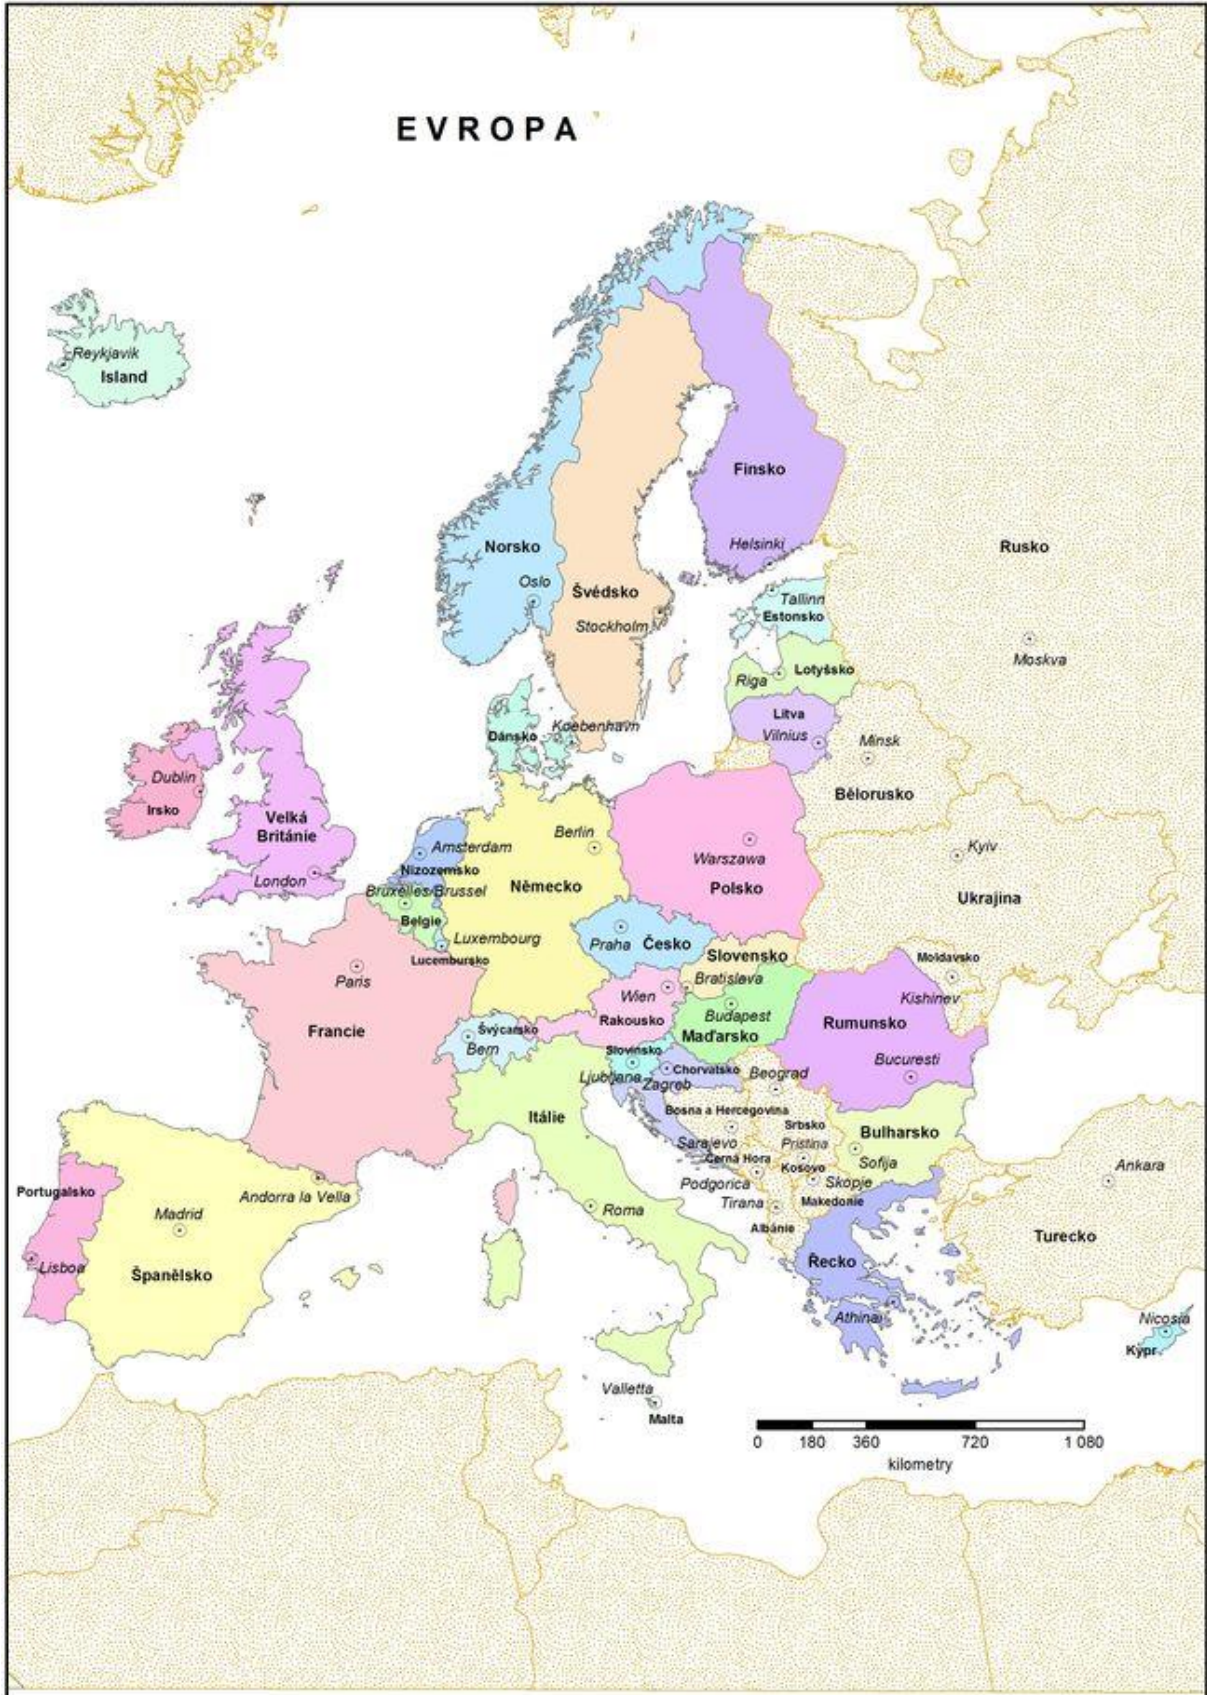 EVROPA
Reykjavik
Island
Finsko
Norsko
Helsinki
Rusko
Oslo
Švédsko
Stockholm
Tallinn
Estonsko
Moskva
Riga
Lotyšsko
Litva
Vilnius
Koebenhavn
Dánsko
Minsk
Bělorusko
Dublin
Irsko
Velká
Británie
London
Amsterdam
Nizozemsko
Bruxelles/Brussel
Belgie
Berlin
Německo
Warszawa
Polsko
Kyiv
Ukrajina
Luxembourg
Lucembursko
Praha
Česko
Slovensko
Bratislava
Moldavsko
Kishinev
Paris
Francie
Wien
Rakousko
Budapest
Maďarsko
Rumunsko
Bucuresti
Švýcarsko
Bern
Slovinsko
Ljubljana
Chorvatsko
Zagreb
Beograd
Itálie
Bosna a Hercegovina
Sarajevo
Srbsko
Pristina
Bulharsko
Sofija
Černá Hora
Podgorica
Kosovo
Skopje
Makedonie
Tirana
Albánie
Ankara
Turecko
Portugalsko
Lisboa
Madrid
Španělsko
Andorra la Vella
Roma
Řecko
Athinai
Nicosia
Kypr
Valletta
Malta
0 180 360 720 1 080
kilometry